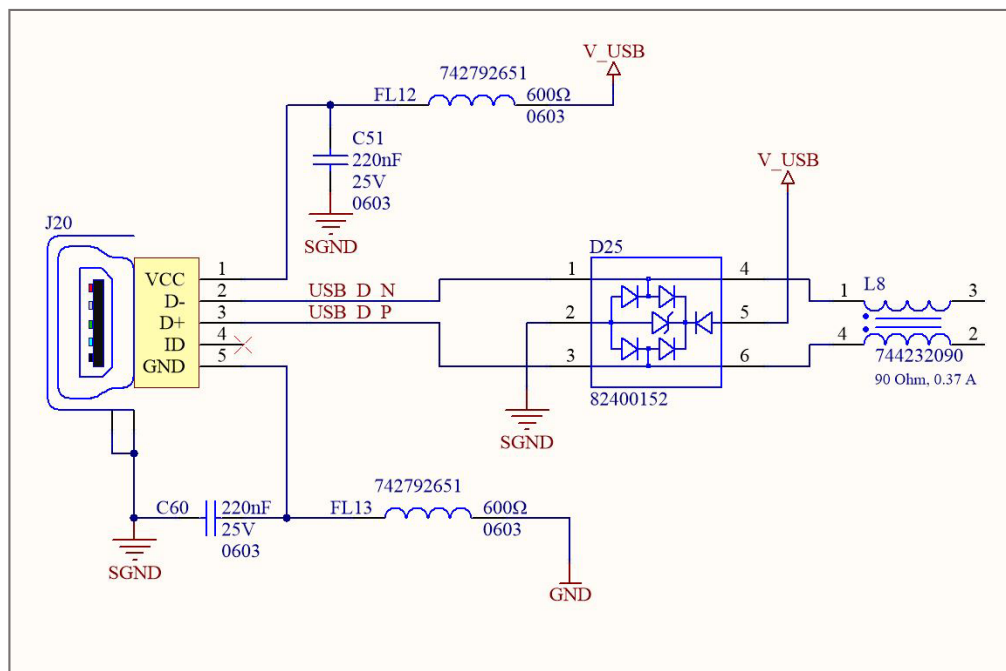 V_USB
742792651
FL12
600Ω
0603
C51
220nF
25V
0603
SGND
V_USB
J20
VCC 1
D- 2
D+ 3
ID 4
GND 5
USB_D_N
USB_D_P
D25
1
2
3
4
5
6
82400152
SGND
L8
1
3
4
2
744232090
90 Ohm, 0.37 A
C60
220nF
25V
0603
SGND
742792651
FL13
600Ω
0603
GND